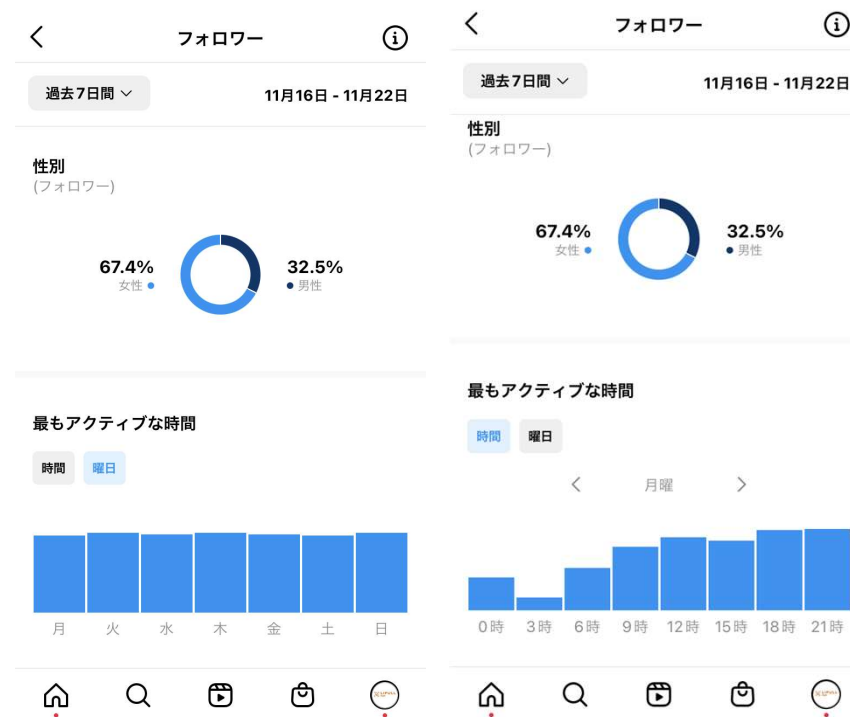 フォロワー
過去7日間
11月16日 - 11月22日
性別
(フォロワー)
67.4%
女性
32.5%
男性
最もアクティブな時間
時間 曜日
月 火 水 木 金 土 日
フォロワー
過去7日間
11月16日 - 11月22日
性別
(フォロワー)
67.4%
女性
32.5%
男性
最もアクティブな時間
時間 曜日
月曜
0時 3時 6時 9時 12時 15時 18時 21時